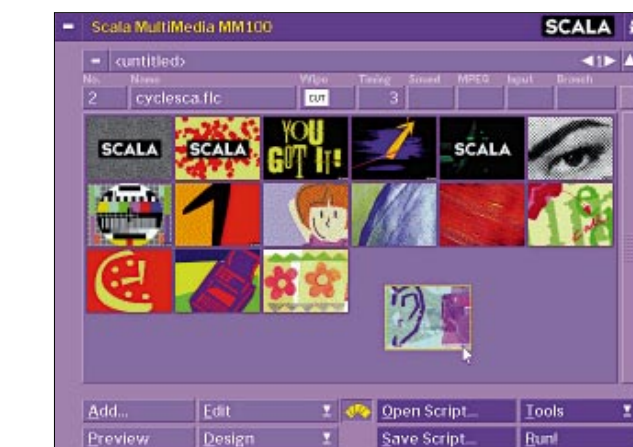 Scala MultiMedia MM100
SCALA
<untitled>
1
No. Name Wipe Timing Sound MPEG Input Branch
2 cyclesca.flc CUT 3
SCALA
SCALA
YOU GOT IT!
SCALA
Add... Edit Open Script... Tools
Preview Design Save Script... Run!